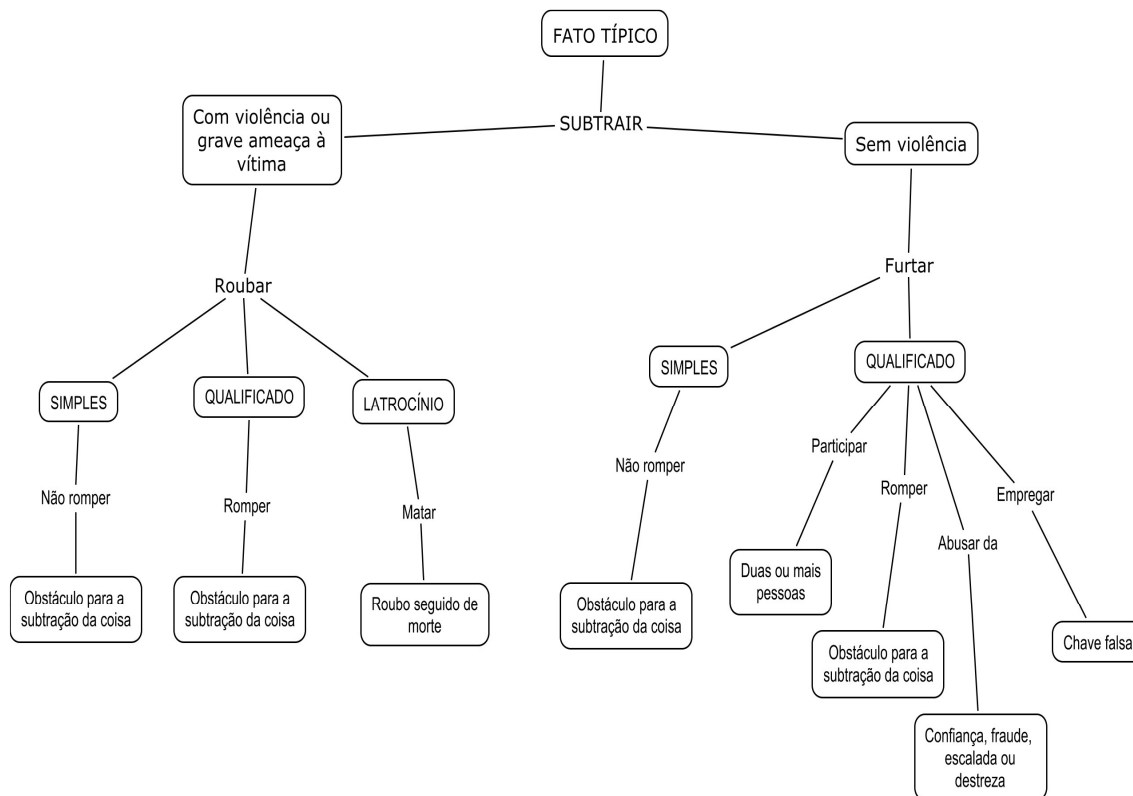 FATO TÍPICO
SUBTRAIR
Com violência ou
grave ameaça à
vítima
Sem violência
Roubar
Furtar
SIMPLES
QUALIFICADO
LATROCÍNIO
SIMPLES
QUALIFICADO
Não romper
Romper
Matar
Não romper
Participar
Romper
Abusar da
Empregar
Obstáculo para a
subtração da coisa
Obstáculo para a
subtração da coisa
Roubo seguido de
morte
Obstáculo para a
subtração da coisa
Duas ou mais
pessoas
Obstáculo para a
subtração da coisa
Confiança, fraude,
escalada ou
destreza
Chave falsa